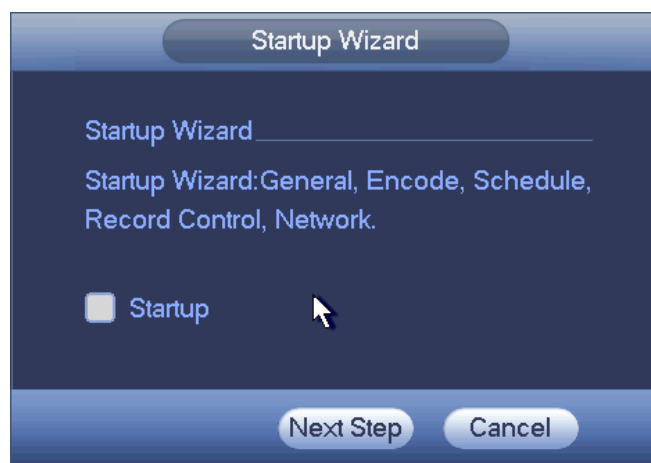 Startup Wizard
Startup Wizard
Startup Wizard:General, Encode, Schedule,
Record Control, Network.
Startup
Next Step Cancel